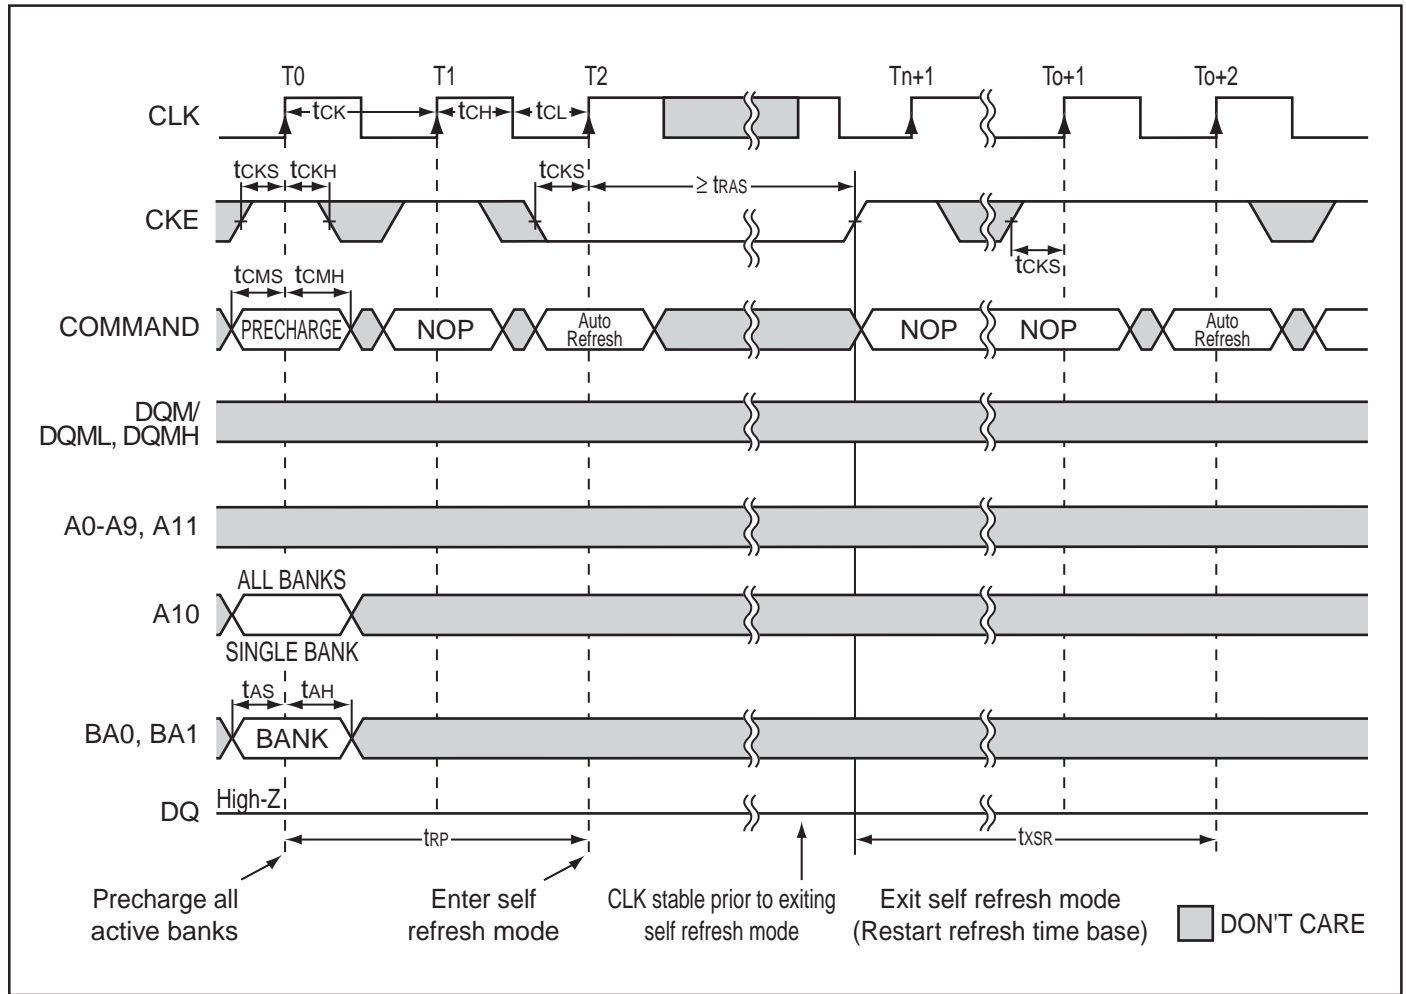 T0 T1 T2 Tn+1 To+1 To+2
CLK tCK tCH tCL
tCKS tCKH tCKS ≥ tRAS
CKE
tCKS
tCMS tCMH
COMMAND PRECHARGE NOP Auto Refresh NOP NOP Auto Refresh
DQM/
DQML, DQMH
A0-A9, A11
ALL BANKS
A10
SINGLE BANK
tAS tAH
BA0, BA1 BANK
High-Z
DQ
tRP tXSR
Precharge all
active banks
Enter self
refresh mode
CLK stable prior to exiting
self refresh mode
Exit self refresh mode
(Restart refresh time base)
DON'T CARE